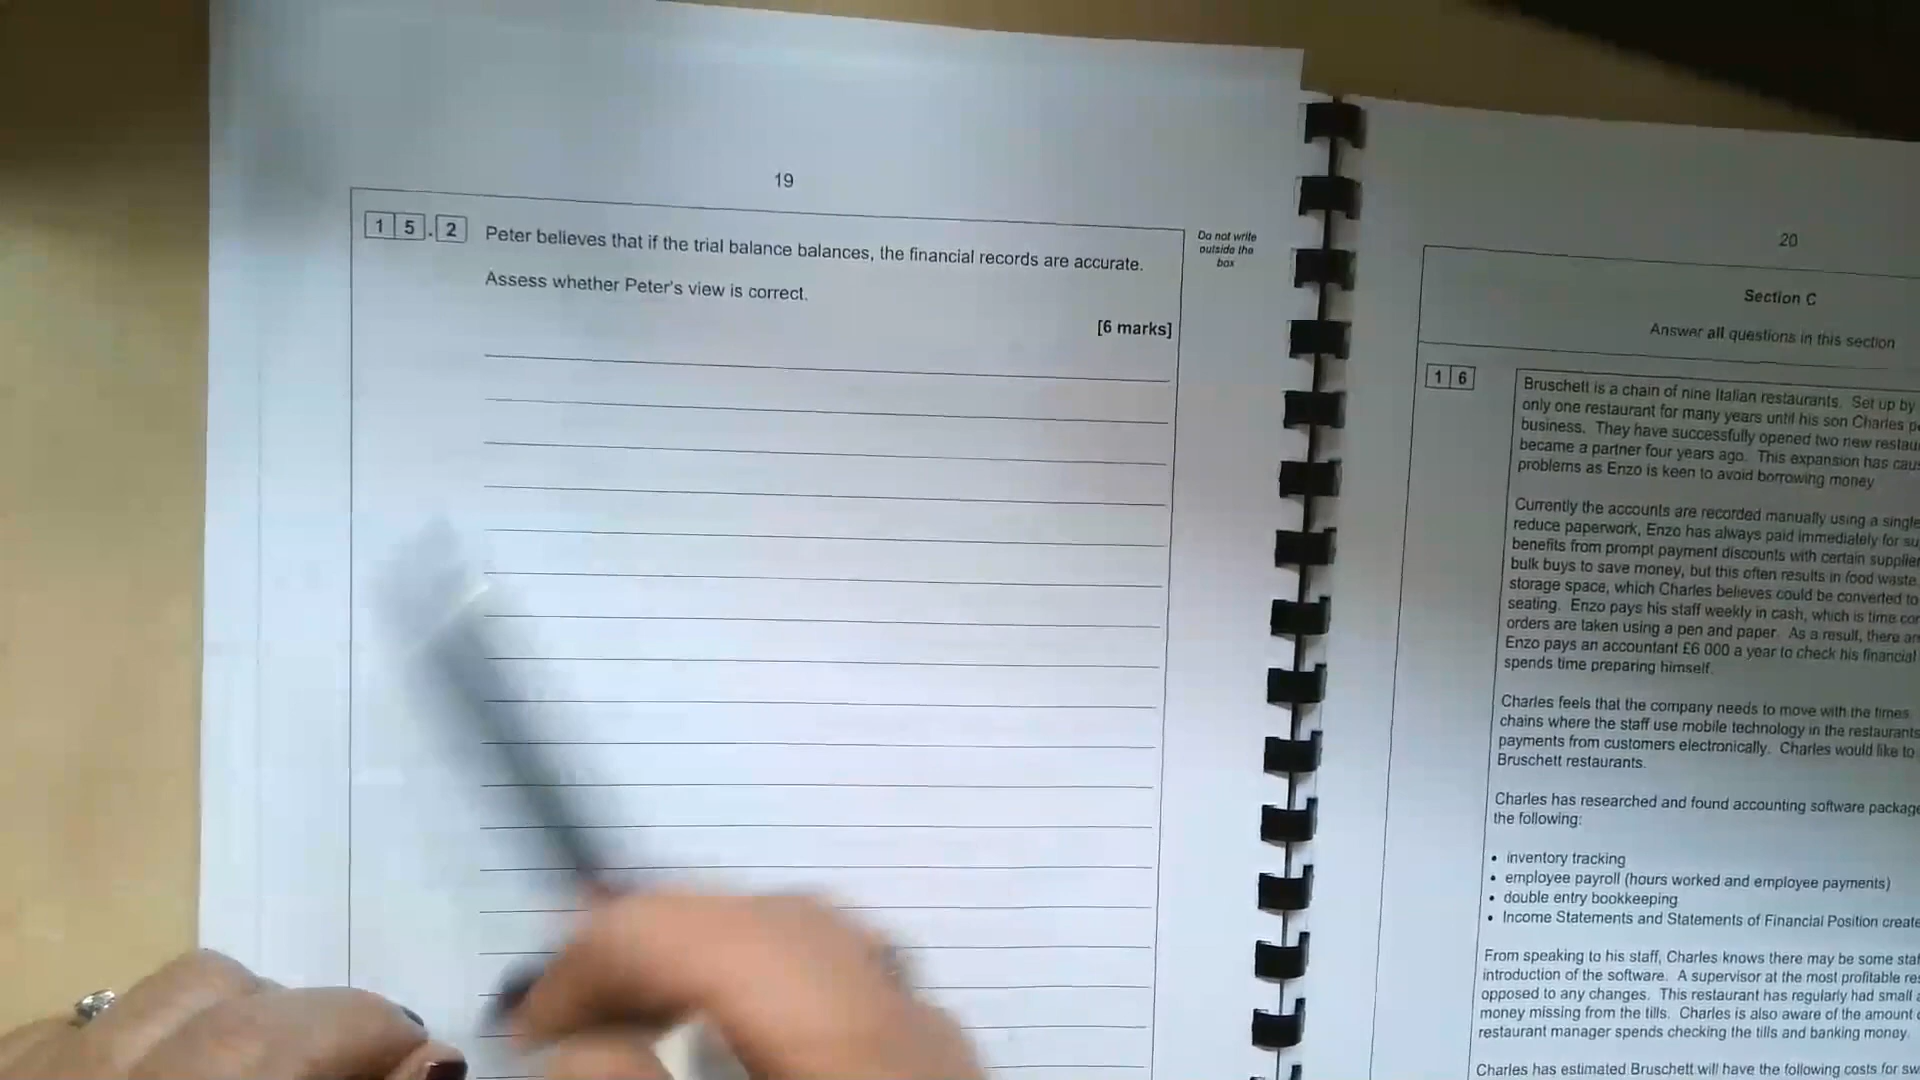 19
15.2 Peter believes that if the trial balance balances, the financial records are accurate.
Assess whether Peter's view is correct.
[6 marks]
Do not write
outside the
box
20
Section C
Answer all questions in this section
16
Bruschett is a chain of nine Italian restaurants. Set up by
only one restaurant for many years until his son Charles
business. They have successfully opened two new
became a partner four years ago. This expansion has
problems as Enzo is keen to avoid borrowing money
Currently the accounts are recorded manually using a single
reduce paperwork, Enzo has always paid immediately for
benefits from prompt payment discounts with certain
bulk buys to save money, but this often results in food waste
storage space, which Charles believes could be converted to
seating. Enzo pays his staff weekly in cash, which is time
orders are taken using a pen and paper. As a result, there
Enzo pays an accountant £6 000 a year to check his financial
spends time preparing himself.
Charles feels that the company needs to move with the times.
chains where the staff use mobile technology in the restaurants
payments from customers electronically. Charles would like to
Bruschett restaurants.
Charles has researched and found accounting software
the following:
• inventory tracking
• employee payroll (hours worked and employee payments)
• double entry bookkeeping
• Income Statements and Statements of Financial Position
From speaking to his staff, Charles knows there may be some
introduction of the software. A supervisor at the most profitable
opposed to any changes. This restaurant has regularly had small
money missing from the tills. Charles is also aware of the amount
restaurant manager spends checking the tills and banking money.
Charles has estimated Bruschett will have the following costs for